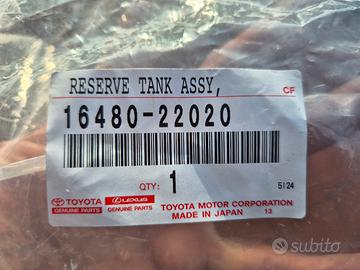 RESERVE TANK ASSY,
CF
16480-22020
QTY: 1
5I24
TOYOTA LEXUS TOYOTA MOTOR CORPORATION
GENUINE PARTS GENUINE PARTS MADE IN JAPAN 13
subito